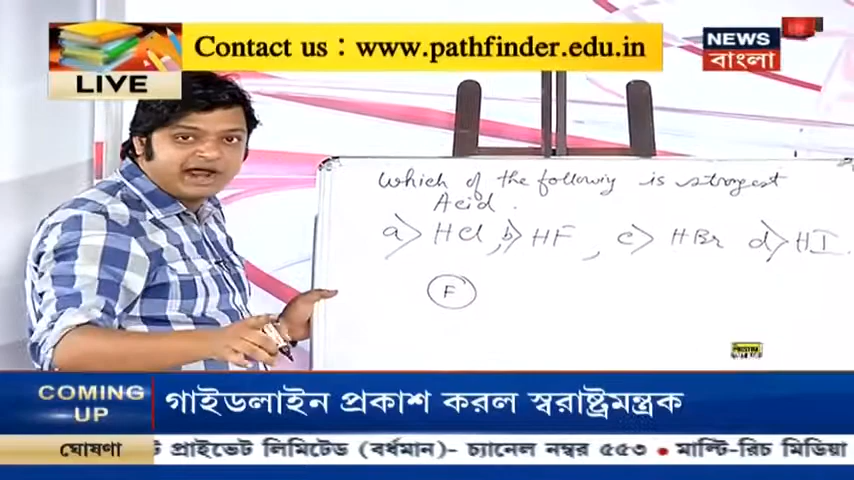 Contact us : www.pathfinder.edu.in
NEWS
বাংলা
LIVE
Which of the following is strongest
Acid.
a> HCl, b> HF, c> HBr d> HI
F
COMING
UP
গাইডলাইন প্রকাশ করল স্বরাষ্ট্রমন্ত্রক
ঘোষণা
ট প্রাইভেট লিমিটেড (বর্ধমান)- চ্যানেল নম্বর ৫৫৩ • মাল্টি-রিচ মিডিয়া